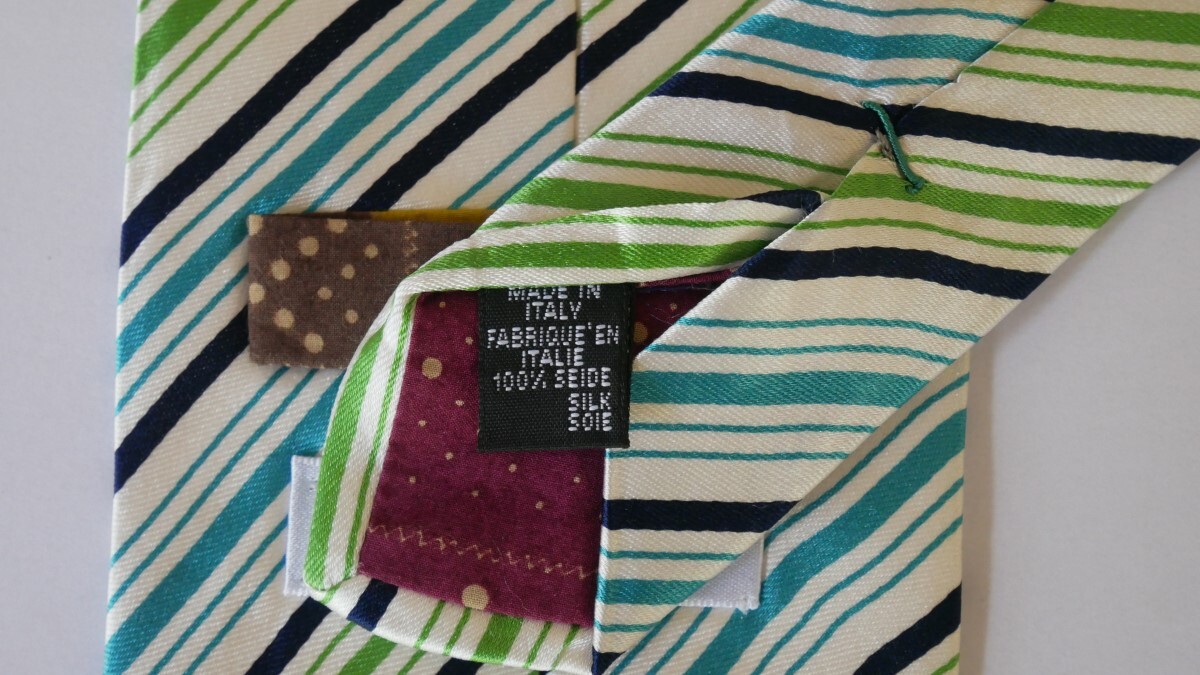 MADE IN
ITALY
FABRIQUE' EN
ITALIE
100% SEIDE
SILK
SOIE